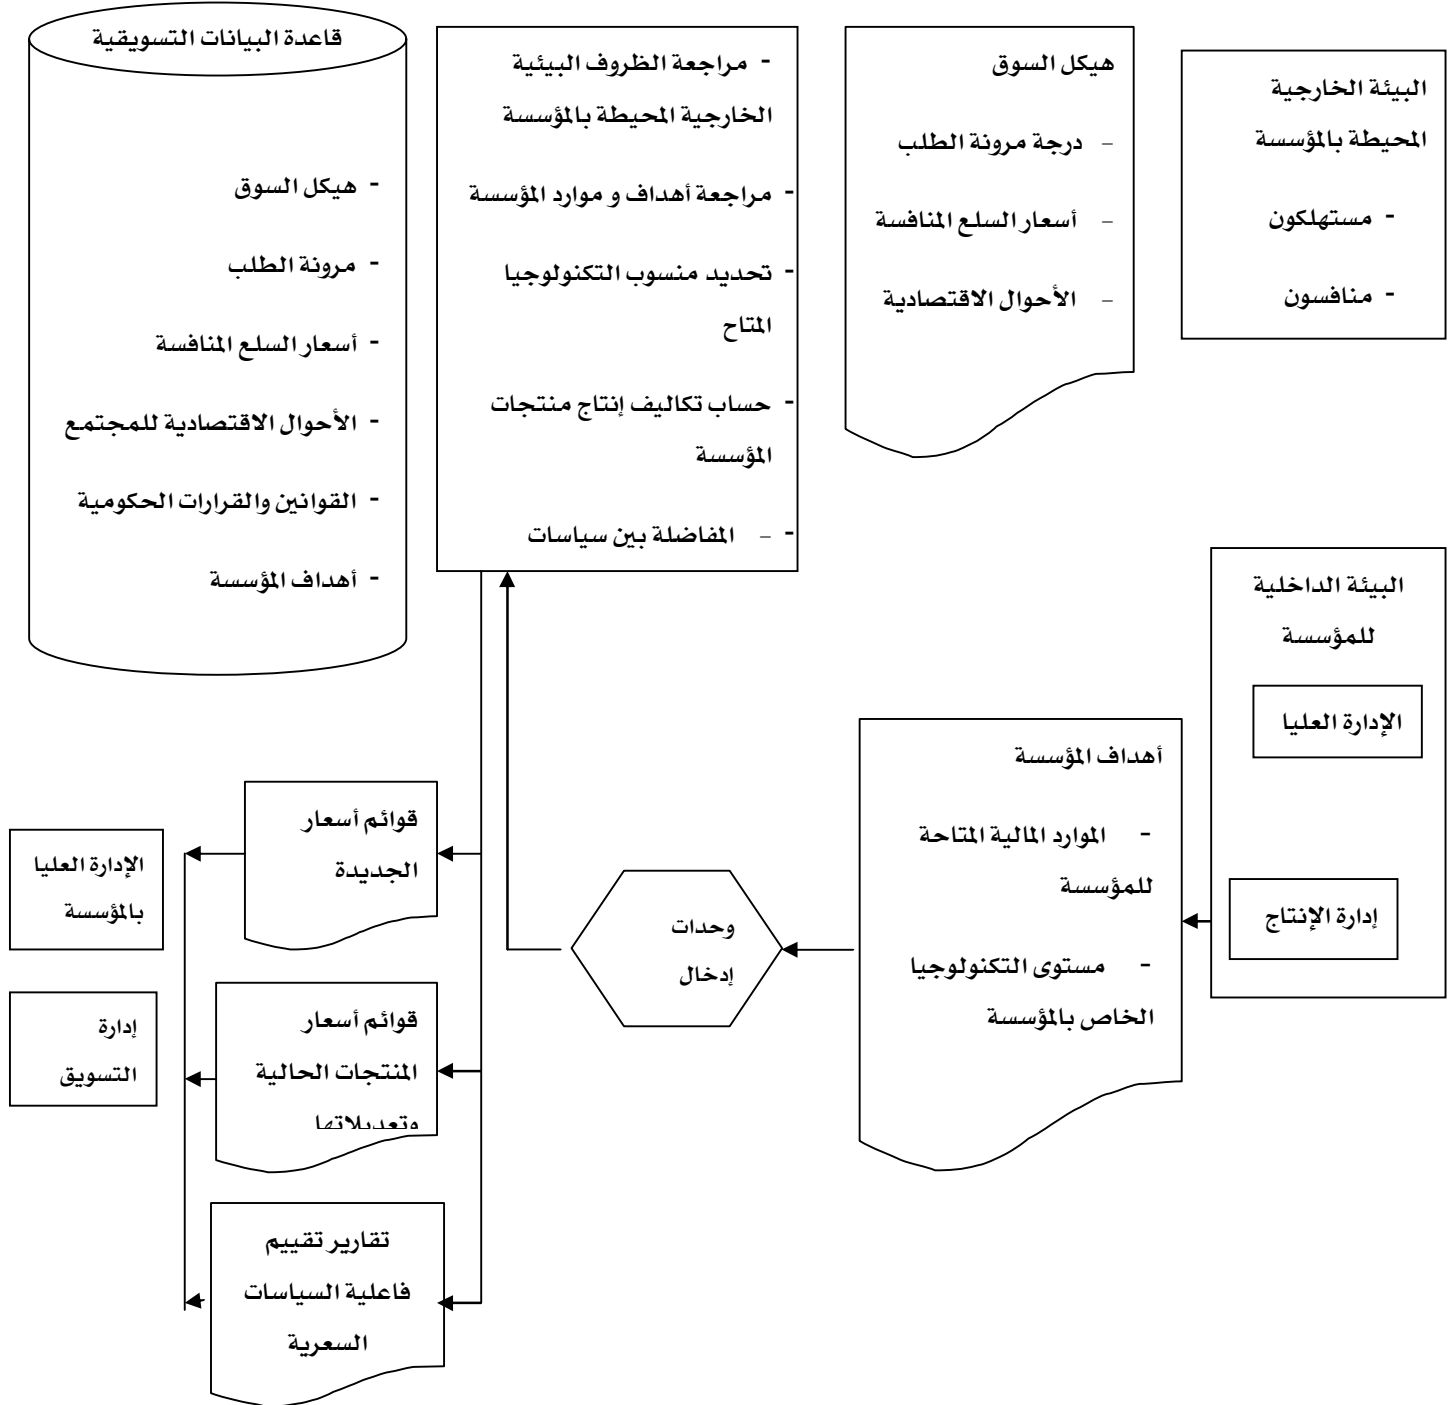 البيئة الخارجية
المحيطة بالمؤسسة
- مستهلكون
- منافسون
هيكل السوق
– درجة مرونة الطلب
– أسعار السلع المنافسة
– الأحوال الاقتصادية
- مراجعة الظروف البيئية
الخارجية المحيطة بالمؤسسة
- مراجعة أهداف و موارد المؤسسة
- تحديد منسوب التكنولوجيا
المتاح
- حساب تكاليف إنتاج منتجات
المؤسسة
- – المفاضلة بين سياسات
قاعدة البيانات التسويقية
- هيكل السوق
- مرونة الطلب
- أسعار السلع المنافسة
- الأحوال الاقتصادية للمجتمع
- القوانين والقرارات الحكومية
- أهداف المؤسسة
البيئة الداخلية
للمؤسسة
الإدارة العليا
إدارة الإنتاج
أهداف المؤسسة
- الموارد المالية المتاحة
للمؤسسة
- مستوى التكنولوجيا
الخاص بالمؤسسة
وحدات
إدخال
قوائم أسعار
الجديدة
قوائم أسعار
المنتجات الحالية
وتعديلاتها
تقارير تقييم
فاعلية السياسات
السعرية
الإدارة العليا
بالمؤسسة
إدارة
التسويق